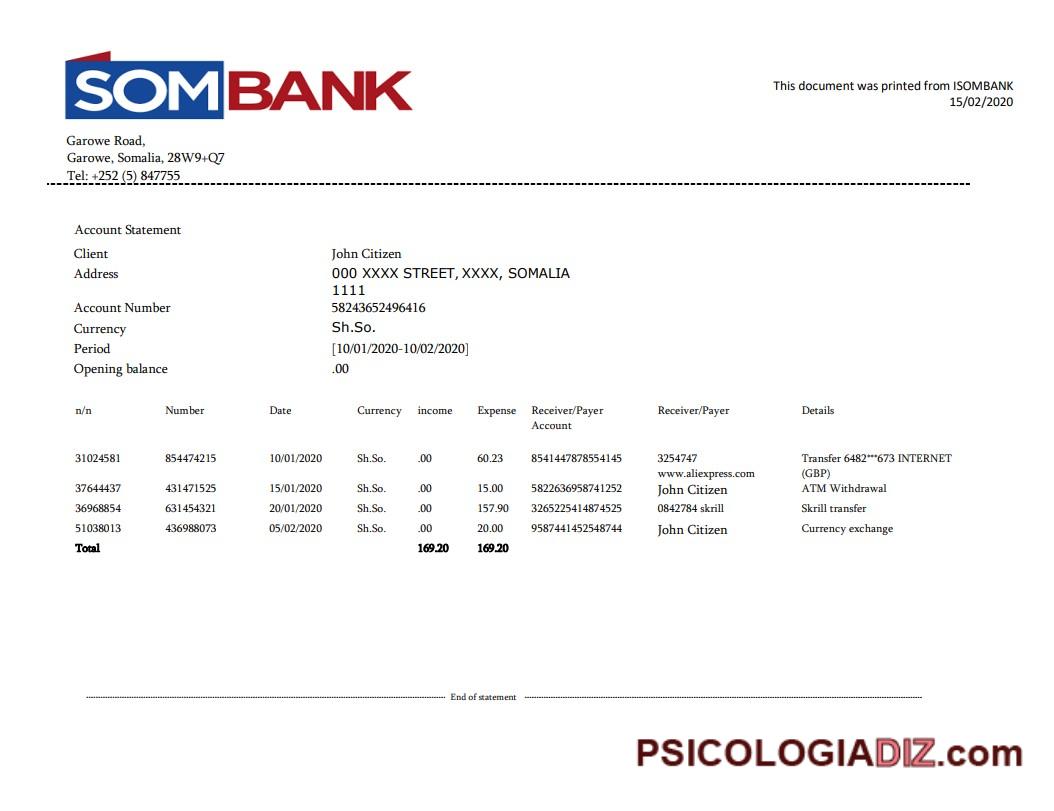 SOMBANK
This document was printed from ISOMBANK
15/02/2020
Garowe Road,
Garowe, Somalia, 28W9+Q7
Tel: +252 (5) 847755
Account Statement
Client John Citizen
Address 000 XXXX STREET, XXXX, SOMALIA
1111
Account Number 58243652496416
Currency Sh.So.
Period [10/01/2020-10/02/2020]
Opening balance .00
n/n Number Date Currency income Expense Receiver/Payer Receiver/Payer Details
Account
31024581 854474215 10/01/2020 Sh.So. .00 60.23 8541447878554145 3254747 Transfer 6482***673 INTERNET
www.aliexpress.com (GBP)
37644437 431471525 15/01/2020 Sh.So. .00 15.00 5822636958741252 John Citizen ATM Withdrawal
36968854 631454321 20/01/2020 Sh.So. .00 157.90 3265225414874525 0842784 skrill Skrill transfer
51038013 436988073 05/02/2020 Sh.So. .00 20.00 9587441452548744 John Citizen Currency exchange
Total 169.20 169.20
End of statement
PSICOLOGIADIZ.com